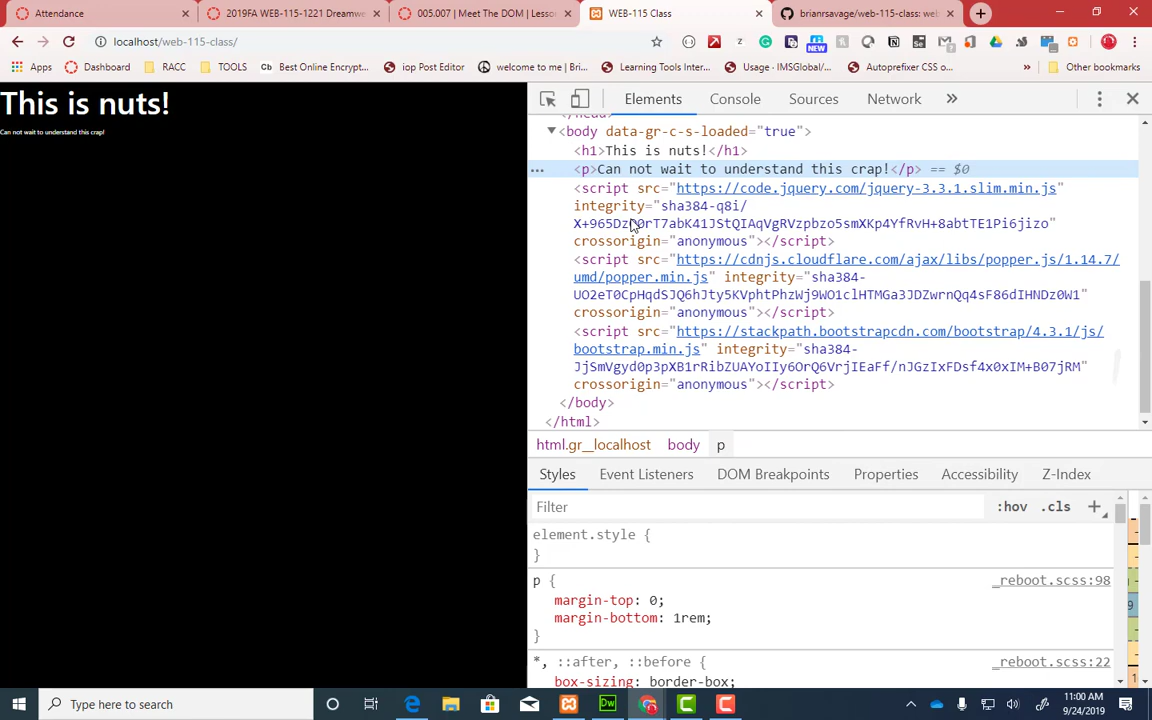 Attendance
2019FA WEB-115-1221 Dreamwe
005.007 | Meet The DOM | Lesso
WEB-115 Class
brianrsavage/web-115-class: web
localhost/web-115-class/
Apps
Dashboard
RACC
TOOLS
Cb Best Online Encrypt...
iop Post Editor
welcome to me | Bri...
Learning Tools Inter...
Usage · IMSGlobal/...
Autoprefixer CSS o...
»
Other bookmarks
NEW
This is nuts!
Can not wait to understand this crap!
Elements
Console
Sources
Network
»
</head>
<body data-gr-c-s-loaded="true">
<h1>This is nuts!</h1>
<p>Can not wait to understand this crap!</p> == $0
<script src="https://code.jquery.com/jquery-3.3.1.slim.min.js"
integrity="sha384-q8i/
crossorigin="anonymous"></script>
<script src="https://cdnjs.cloudflare.com/ajax/libs/popper.js/1.14.7/
umd/popper.min.js" integrity="sha384-
UO2eT0CpHqdSJQ6hJty5KVphtPhzWj9WO1clHTMGa3JDZwrnQq4sF86dIHNDz0W1"
crossorigin="anonymous"></script>
<script src="https://stackpath.bootstrapcdn.com/bootstrap/4.3.1/js/
bootstrap.min.js" integrity="sha384-
JjSmVgyd0p3pXB1rRibZUAYoIIy6OrQ6VrjIEaFf/nJGzIxFDsf4x0xIM+B07jRM"
crossorigin="anonymous"></script>
</body>
</html>
html.gr__localhost
body
p
Styles
Event Listeners
DOM Breakpoints
Properties
Accessibility
Z-Index
Filter
:hov
.cls
element.style {
}
p {
_reboot.scss:98
margin-top: 0;
margin-bottom: 1rem;
}
*, ::after, ::before {
_reboot.scss:22
box-sizing: border-box;
9
Type here to search
Dw
11:00 AM
9/24/2019